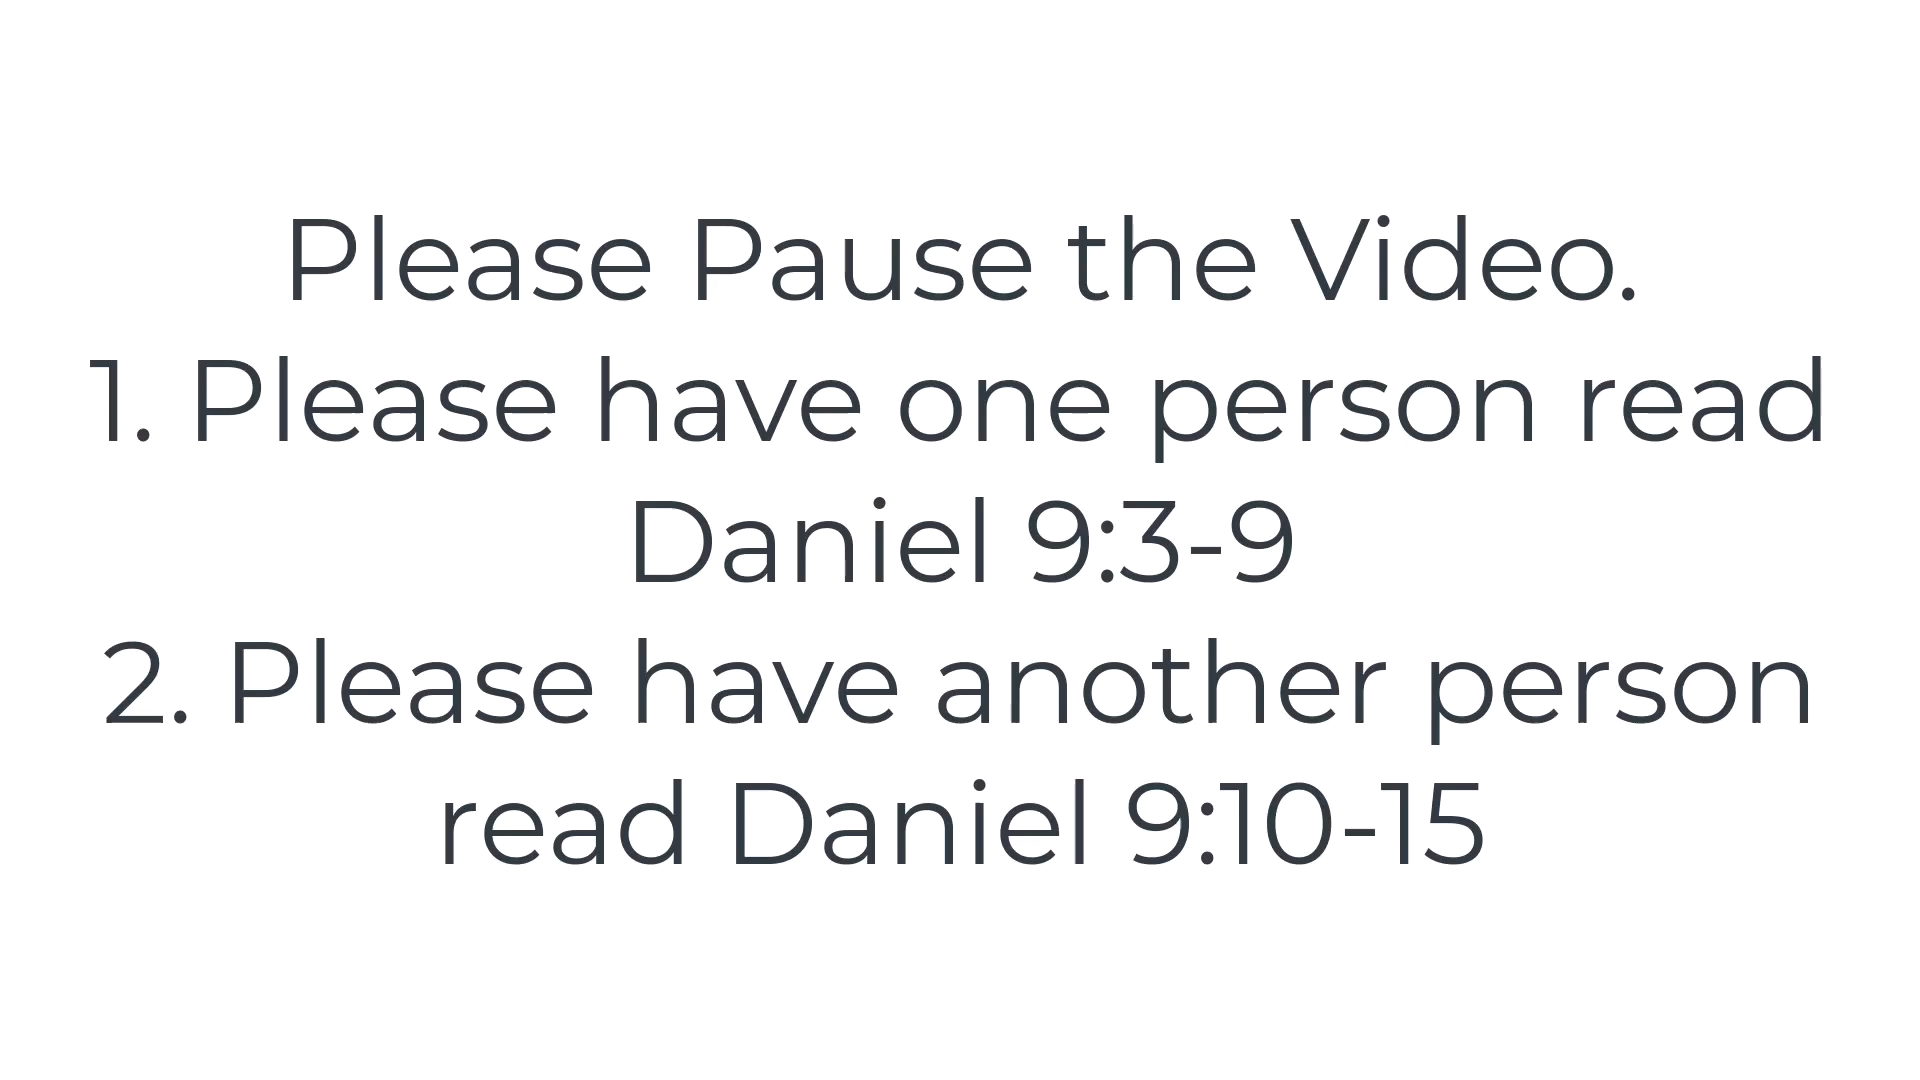 Please Pause the Video.
1. Please have one person read
Daniel 9:3-9
2. Please have another person
read Daniel 9:10-15